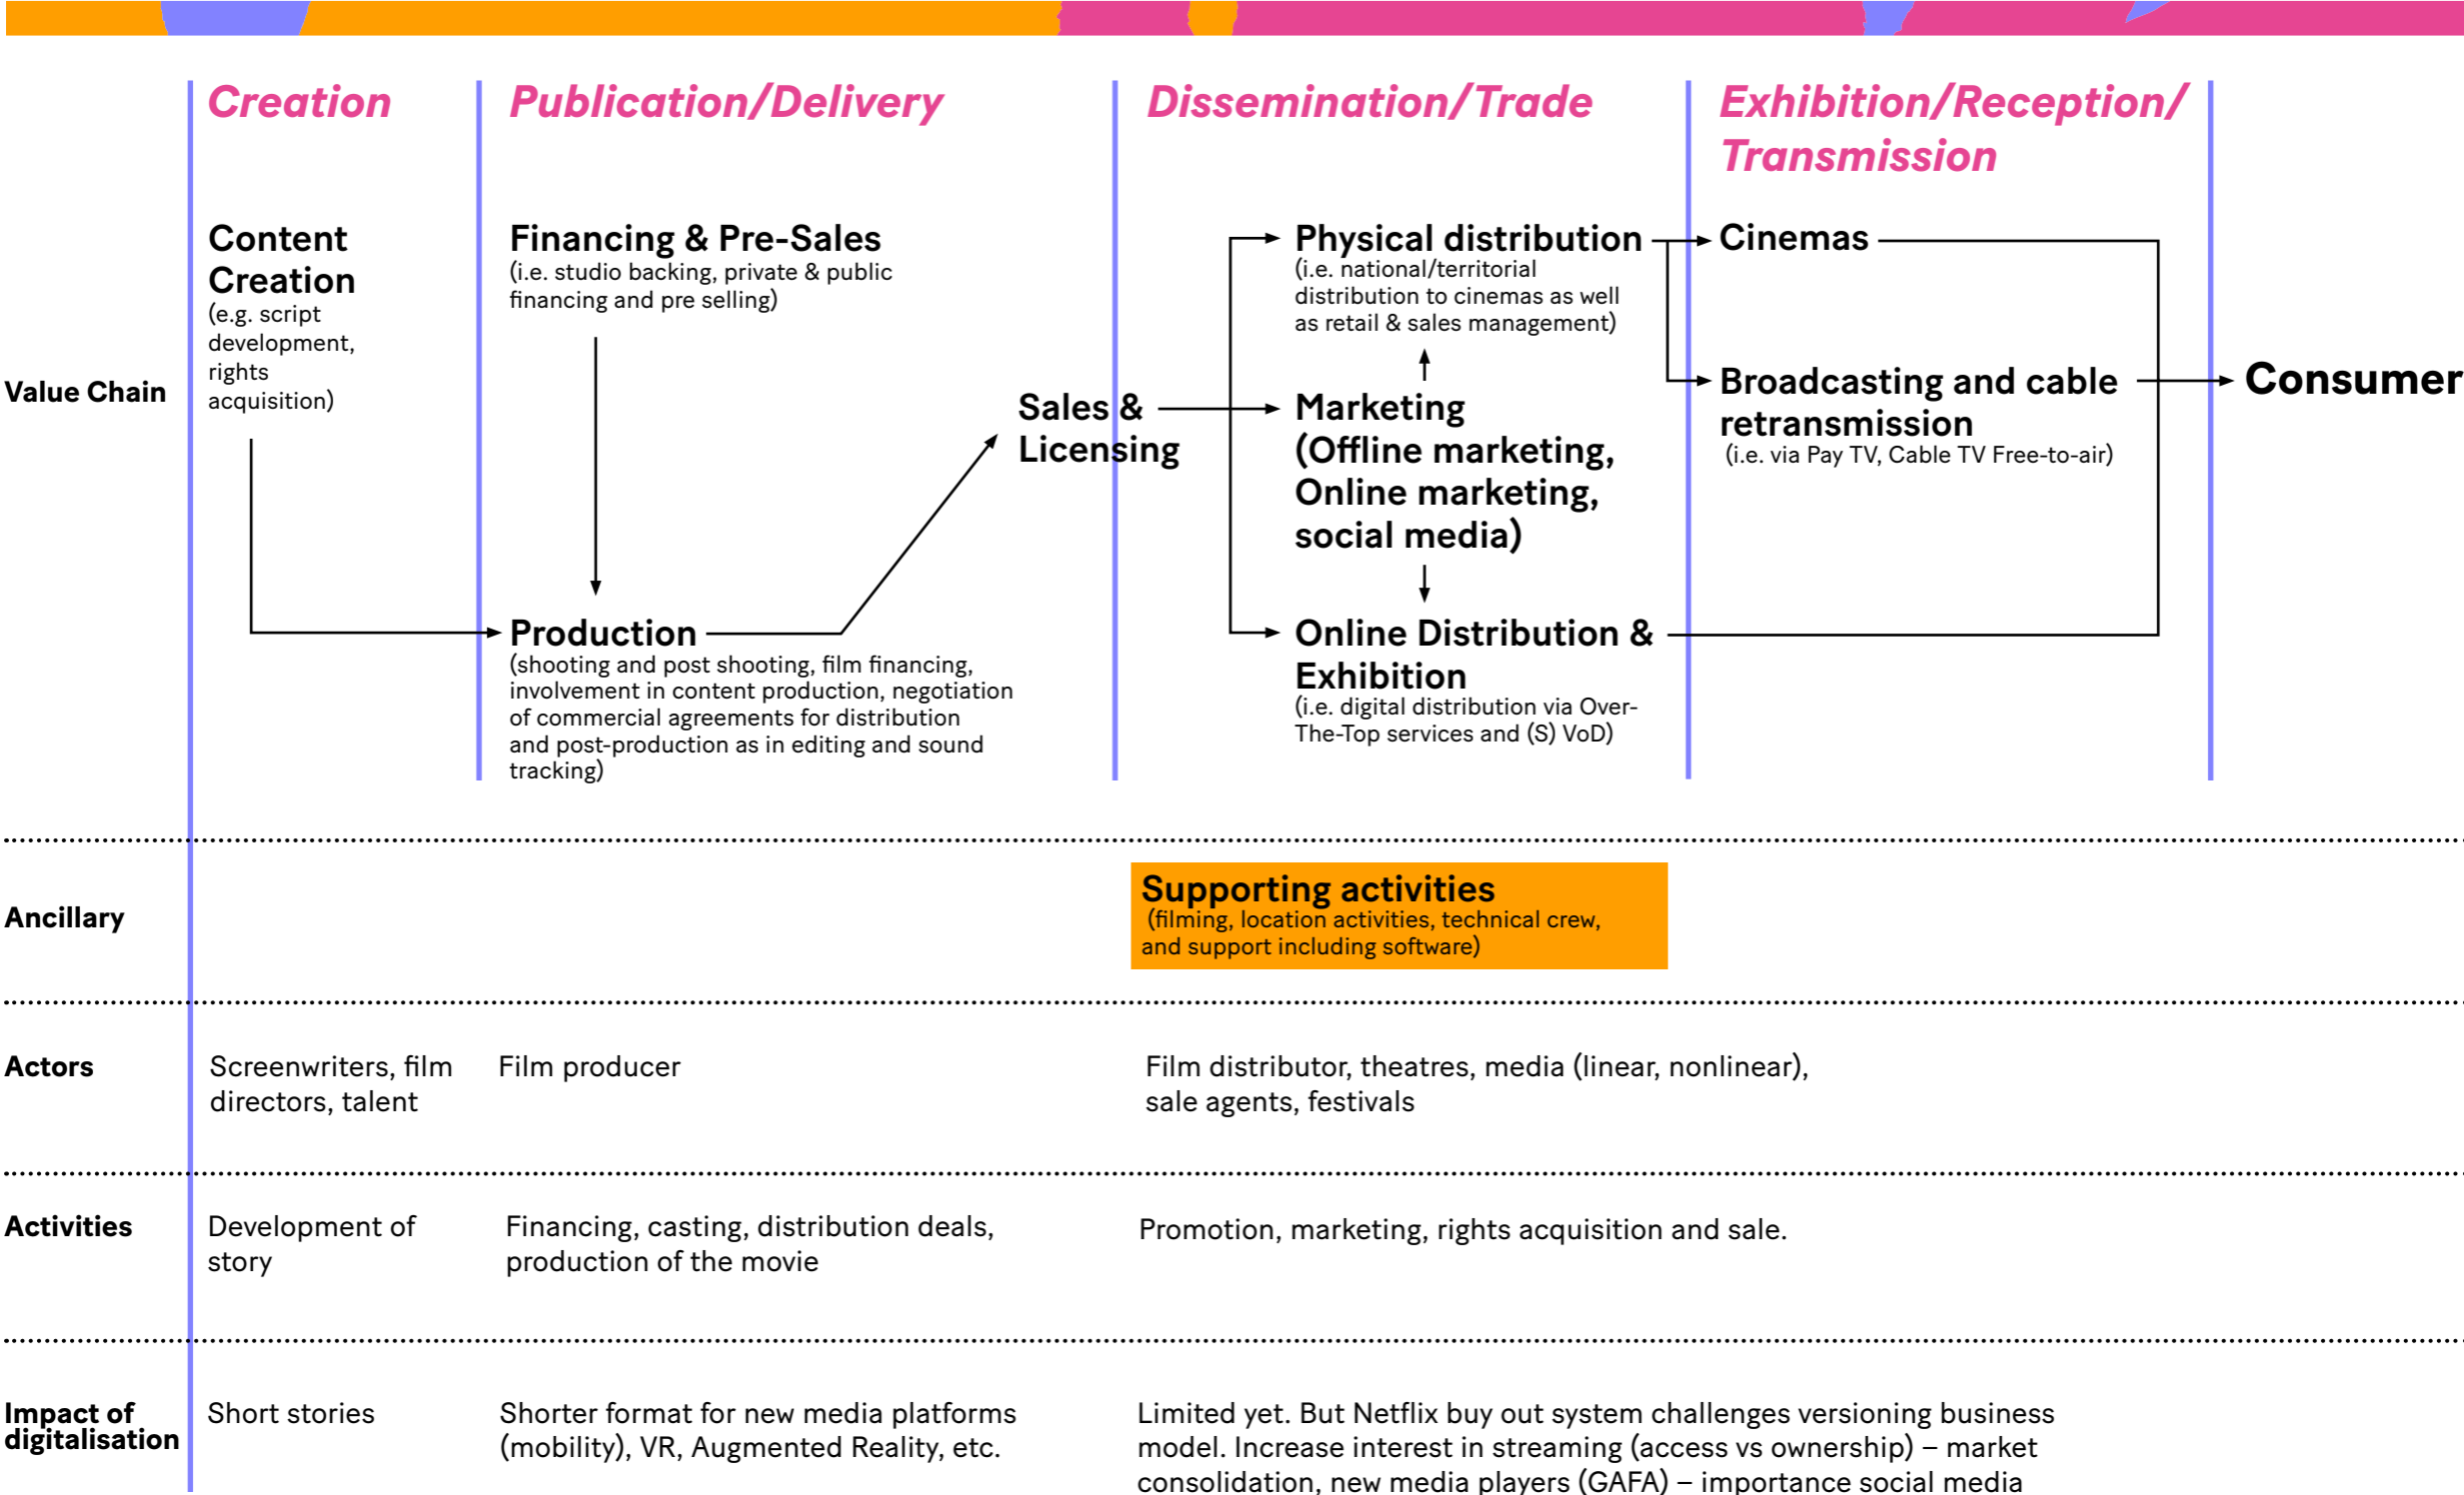 Creation
Publication/Delivery
Dissemination/Trade
Exhibition/Reception/
Transmission
Value Chain
Content
Creation
(e.g. script
development,
rights
acquisition)
Financing & Pre-Sales
(i.e. studio backing, private & public
financing and pre selling)
Production
(shooting and post shooting, film financing,
involvement in content production, negotiation
of commercial agreements for distribution
and post-production as in editing and sound
tracking)
Sales &
Licensing
Physical distribution
(i.e. national/territorial
distribution to cinemas as well
as retail & sales management)
Marketing
(Offline marketing,
Online marketing,
social media)
Online Distribution &
Exhibition
(i.e. digital distribution via Over-
The-Top services and (S) VoD)
Cinemas
Broadcasting and cable
retransmission
(i.e. via Pay TV, Cable TV Free-to-air)
Consumer
Ancillary
Supporting activities
(filming, location activities, technical crew,
and support including software)
Actors
Screenwriters, film
directors, talent
Film producer
Film distributor, theatres, media (linear, nonlinear),
sale agents, festivals
Activities
Development of
story
Financing, casting, distribution deals,
production of the movie
Promotion, marketing, rights acquisition and sale.
Impact of
digitalisation
Short stories
Shorter format for new media platforms
(mobility), VR, Augmented Reality, etc.
Limited yet. But Netflix buy out system challenges versioning business
model. Increase interest in streaming (access vs ownership) – market
consolidation, new media players (GAFA) – importance social media